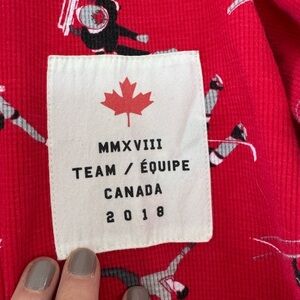 MMXVIII
TEAM / ÉQUIPE
CANADA
2018